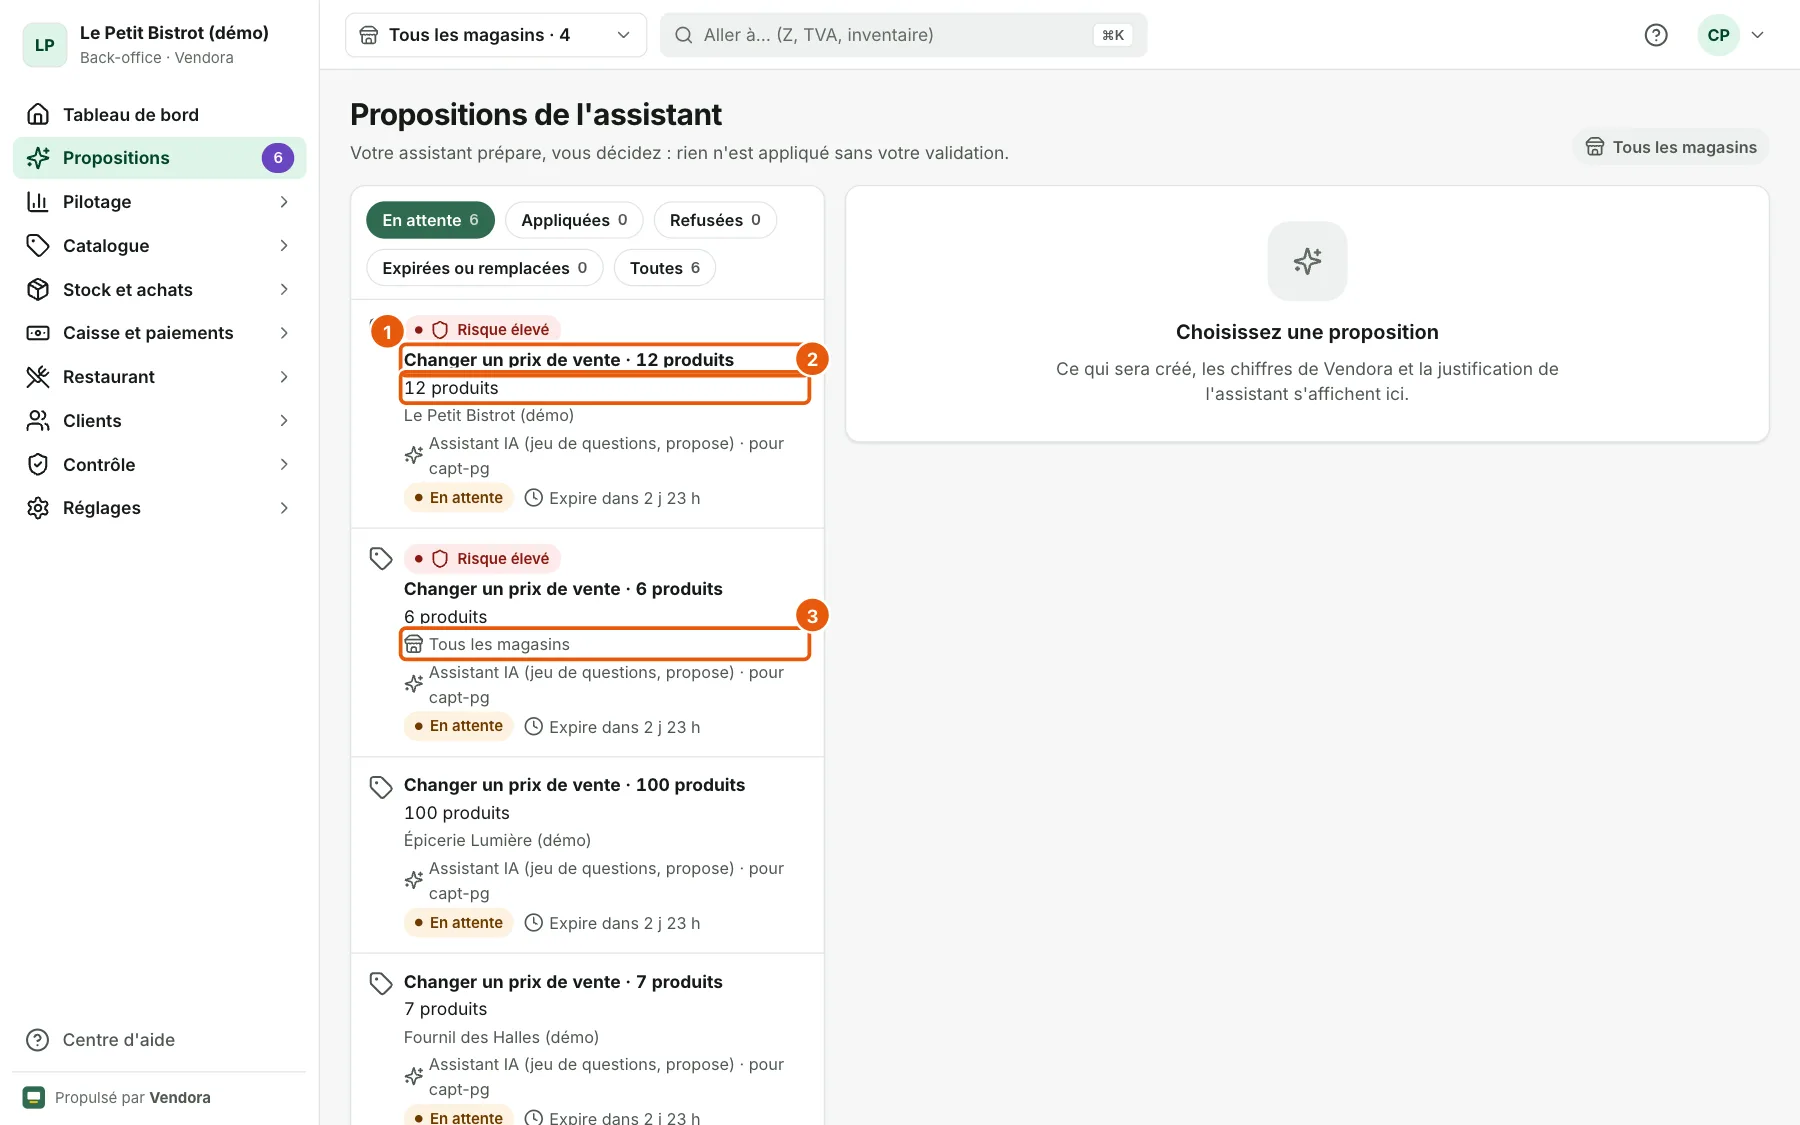 LP
Le Petit Bistrot (démo)
Back-office · Vendora
Tableau de bord
Propositions 6
Pilotage
Catalogue
Stock et achats
Caisse et paiements
Restaurant
Clients
Contrôle
Réglages
Centre d'aide
Propulsé par Vendora
Tous les magasins · 4
Aller à... (Z, TVA, inventaire) ⌘K
CP
Propositions de l'assistant
Votre assistant prépare, vous décidez : rien n'est appliqué sans votre validation.
Tous les magasins
En attente 6
Appliquées 0
Refusées 0
Expirées ou remplacées 0
Toutes 6
1
Risque élevé
Changer un prix de vente · 12 produits
2
12 produits
Le Petit Bistrot (démo)
Assistant IA (jeu de questions, propose) · pour
capt-pg
En attente
Expire dans 2 j 23 h
Risque élevé
Changer un prix de vente · 6 produits
6 produits
3
Tous les magasins
Assistant IA (jeu de questions, propose) · pour
capt-pg
En attente
Expire dans 2 j 23 h
Changer un prix de vente · 100 produits
100 produits
Épicerie Lumière (démo)
Assistant IA (jeu de questions, propose) · pour
capt-pg
En attente
Expire dans 2 j 23 h
Changer un prix de vente · 7 produits
7 produits
Fournil des Halles (démo)
Assistant IA (jeu de questions, propose) · pour
capt-pg
En attente
Expire dans 2 j 23 h
Choisissez une proposition
Ce qui sera créé, les chiffres de Vendora et la justification de
l'assistant s'affichent ici.